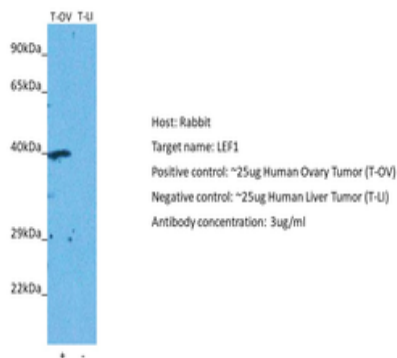 T-OV T-LI
90kDa_
65kDa_
40kDa_
29kDa_
22kDa_
+ -
Host: Rabbit
Target name: LEF1
Positive control: ~25ug Human Ovary Tumor (T-OV)
Negative control: ~25ug Human Liver Tumor (T-LI)
Antibody concentration: 3ug/ml